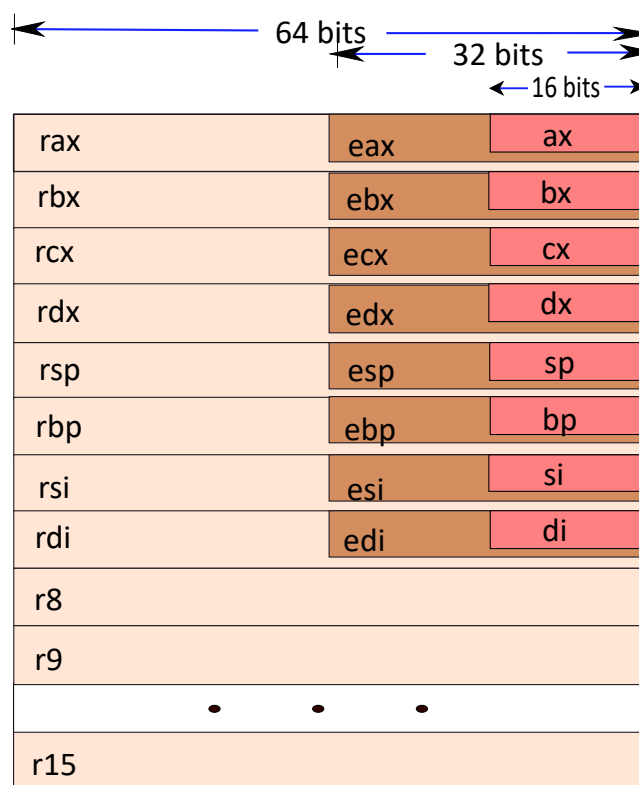 64 bits
32 bits
16 bits
rax eax ax
rbx ebx bx
rcx ecx cx
rdx edx dx
rsp esp sp
rbp ebp bp
rsi esi si
rdi edi di
r8
r9
r15